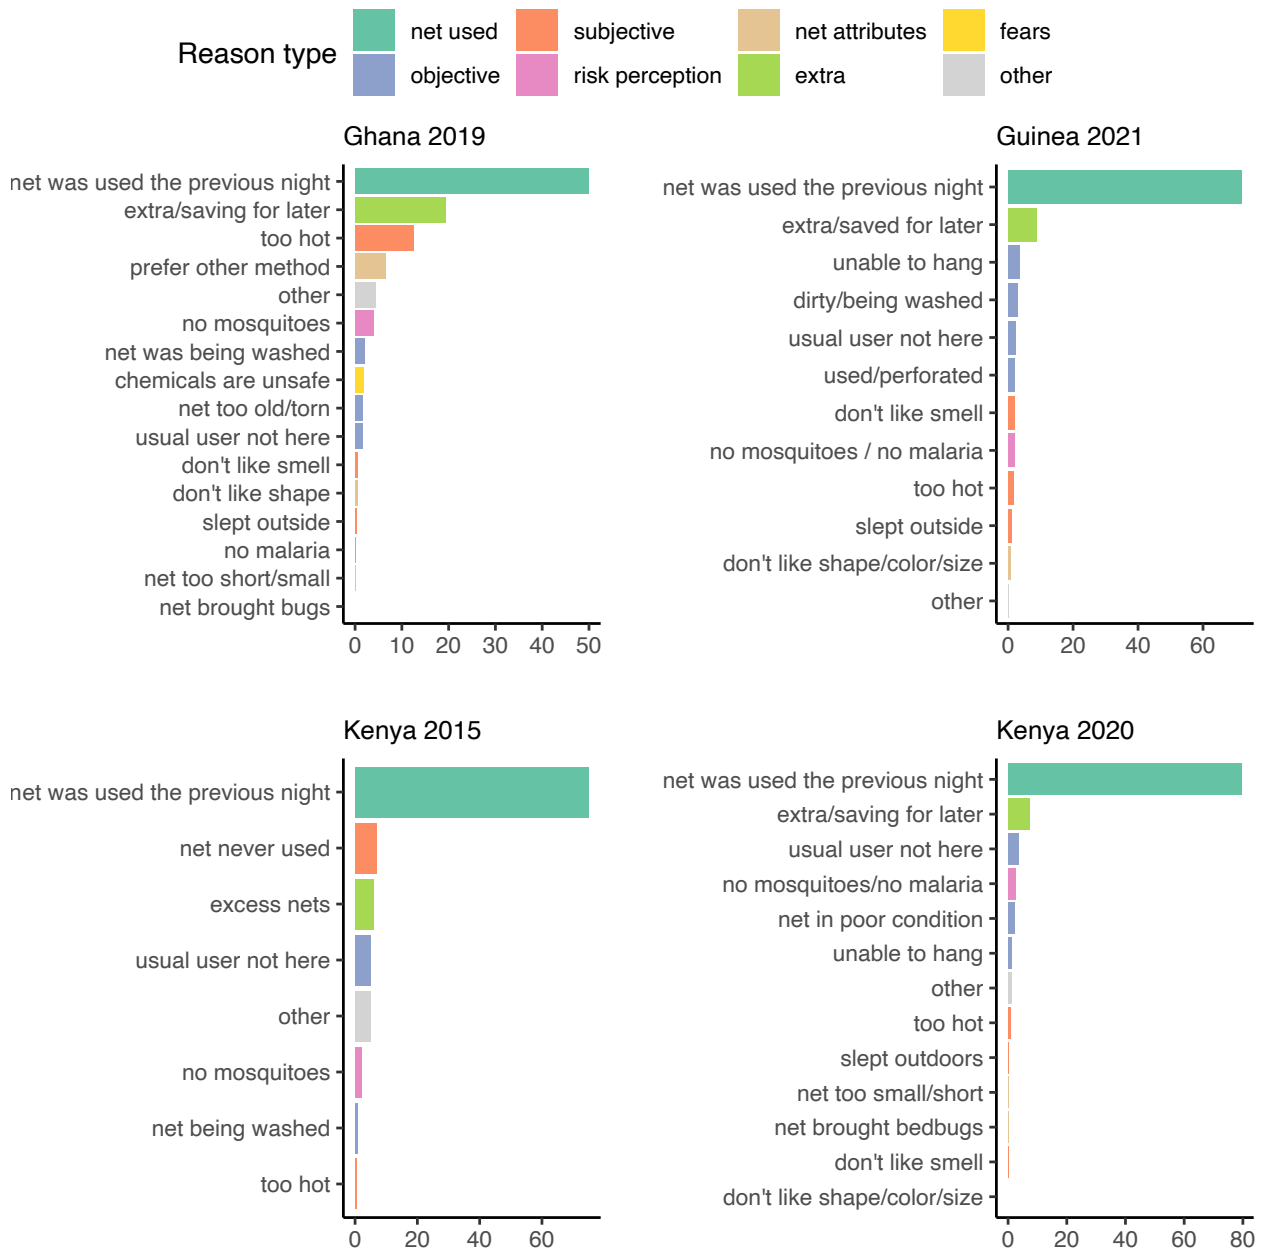 Reason type
net used
subjective
net attributes
fears
objective
risk perception
extra
other
Ghana 2019
net was used the previous night
extra/saving for later
too hot
prefer other method
other
no mosquitoes
net was being washed
chemicals are unsafe
net too old/torn
usual user not here
don't like smell
don't like shape
slept outside
no malaria
net too short/small
net brought bugs
0 10 20 30 40 50
Guinea 2021
net was used the previous night
extra/saved for later
unable to hang
dirty/being washed
usual user not here
used/perforated
don't like smell
no mosquitoes / no malaria
too hot
slept outside
don't like shape/color/size
other
0 20 40 60
Kenya 2015
net was used the previous night
net never used
excess nets
usual user not here
other
no mosquitoes
net being washed
too hot
0 20 40 60
Kenya 2020
net was used the previous night
extra/saving for later
usual user not here
no mosquitoes/no malaria
net in poor condition
unable to hang
other
too hot
slept outdoors
net too small/short
net brought bedbugs
don't like smell
don't like shape/color/size
0 20 40 60 80